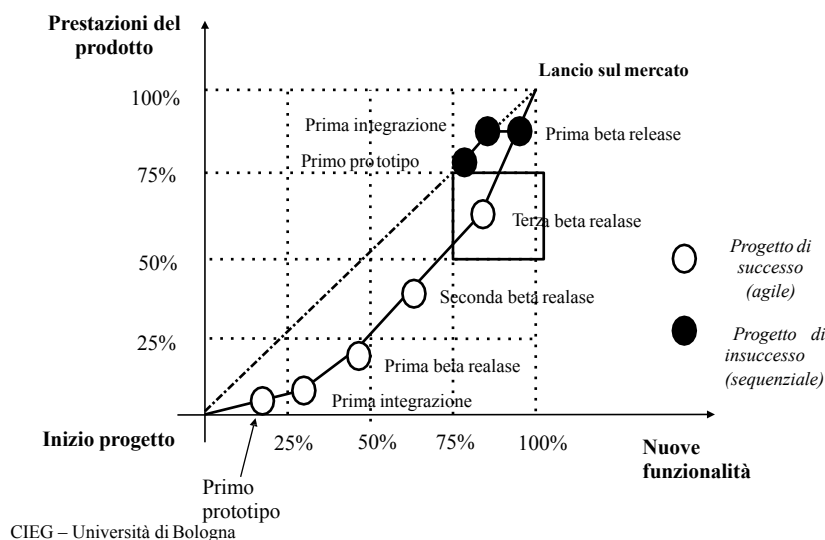 Prestazioni del
prodotto
Lancio sul mercato
100%
Prima integrazione
Prima beta release
Primo prototipo
75%
Terza beta realase
50%
Progetto di
successo
(agile)
Seconda beta realase
25%
Prima beta realase
Progetto di
insuccesso
(sequenziale)
Prima integrazione
Inizio progetto
25%
50%
75%
100%
Nuove
funzionalità
Primo
prototipo
CIEG – Università di Bologna